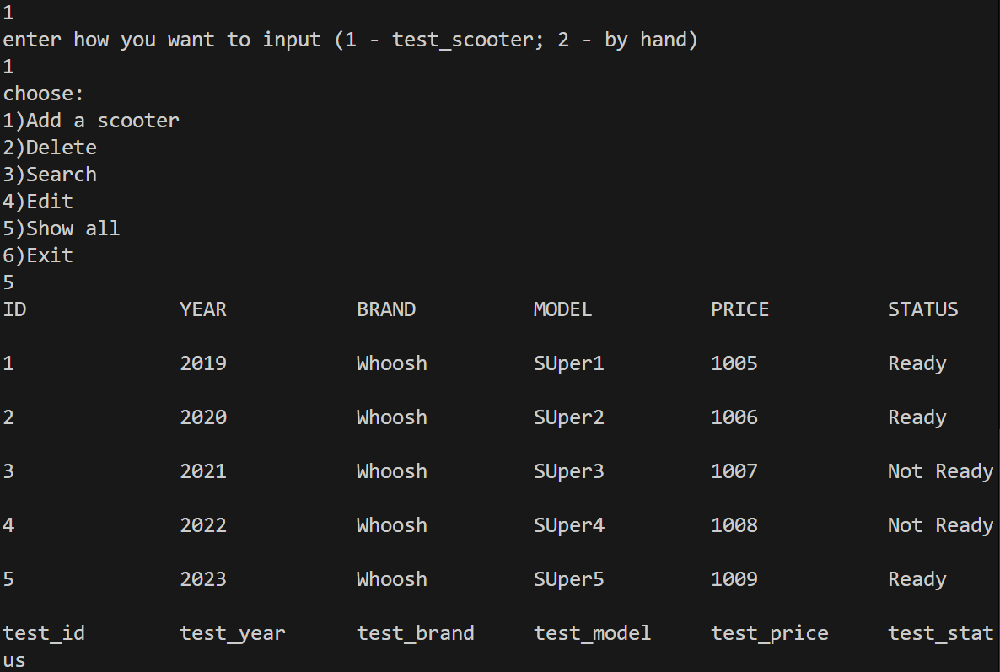 1
enter how you want to input (1 - test_scooter; 2 - by hand)
1
choose:
1)Add a scooter
2)Delete
3)Search
4)Edit
5)Show all
6)Exit
5
ID YEAR BRAND MODEL PRICE STATUS
1 2019 Whoosh SUper1 1005 Ready
2 2020 Whoosh SUper2 1006 Ready
3 2021 Whoosh SUper3 1007 Not Ready
4 2022 Whoosh SUper4 1008 Not Ready
5 2023 Whoosh SUper5 1009 Ready
test_id test_year test_brand test_model test_price test_stat
us